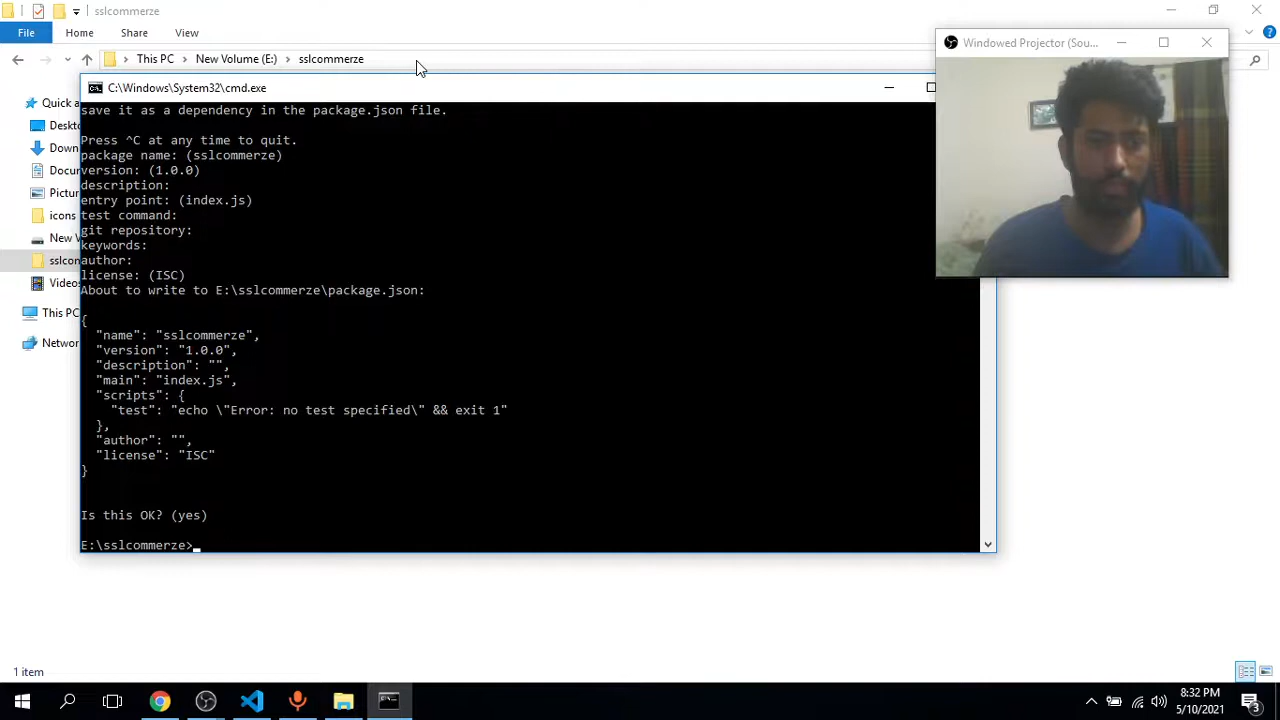 sslcommerze
File Home Share View
This PC New Volume (E:) sslcommerze
Windowed Projector (Sou...
C:\Windows\System32\cmd.exe
Quick a
Deskt
Down
Docu
Pictur
icons
New V
sslcon
Videos
This PC
Networ
save it as a dependency in the package.json file.
Press ^C at any time to quit.
package name: (sslcommerze)
version: (1.0.0)
description:
entry point: (index.js)
test command:
git repository:
keywords:
author:
license: (ISC)
About to write to E:\sslcommerze\package.json:
{
"name": "sslcommerze",
"version": "1.0.0",
"description": "",
"main": "index.js",
"scripts": {
"test": "echo \"Error: no test specified\" && exit 1"
},
"author": "",
"license": "ISC"
}
Is this OK? (yes)
E:\sslcommerze>
1 item
8:32 PM
5/10/2021
3